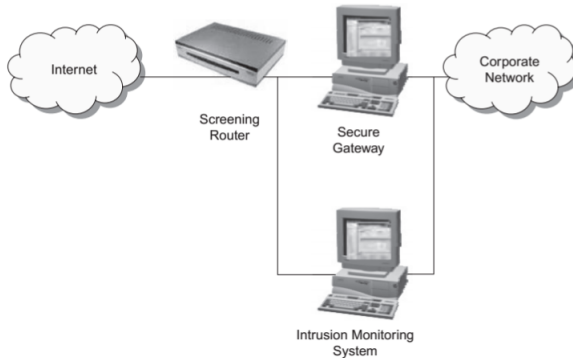 Internet
Corporate
Network
Screening
Router
Secure
Gateway
Intrusion Monitoring
System